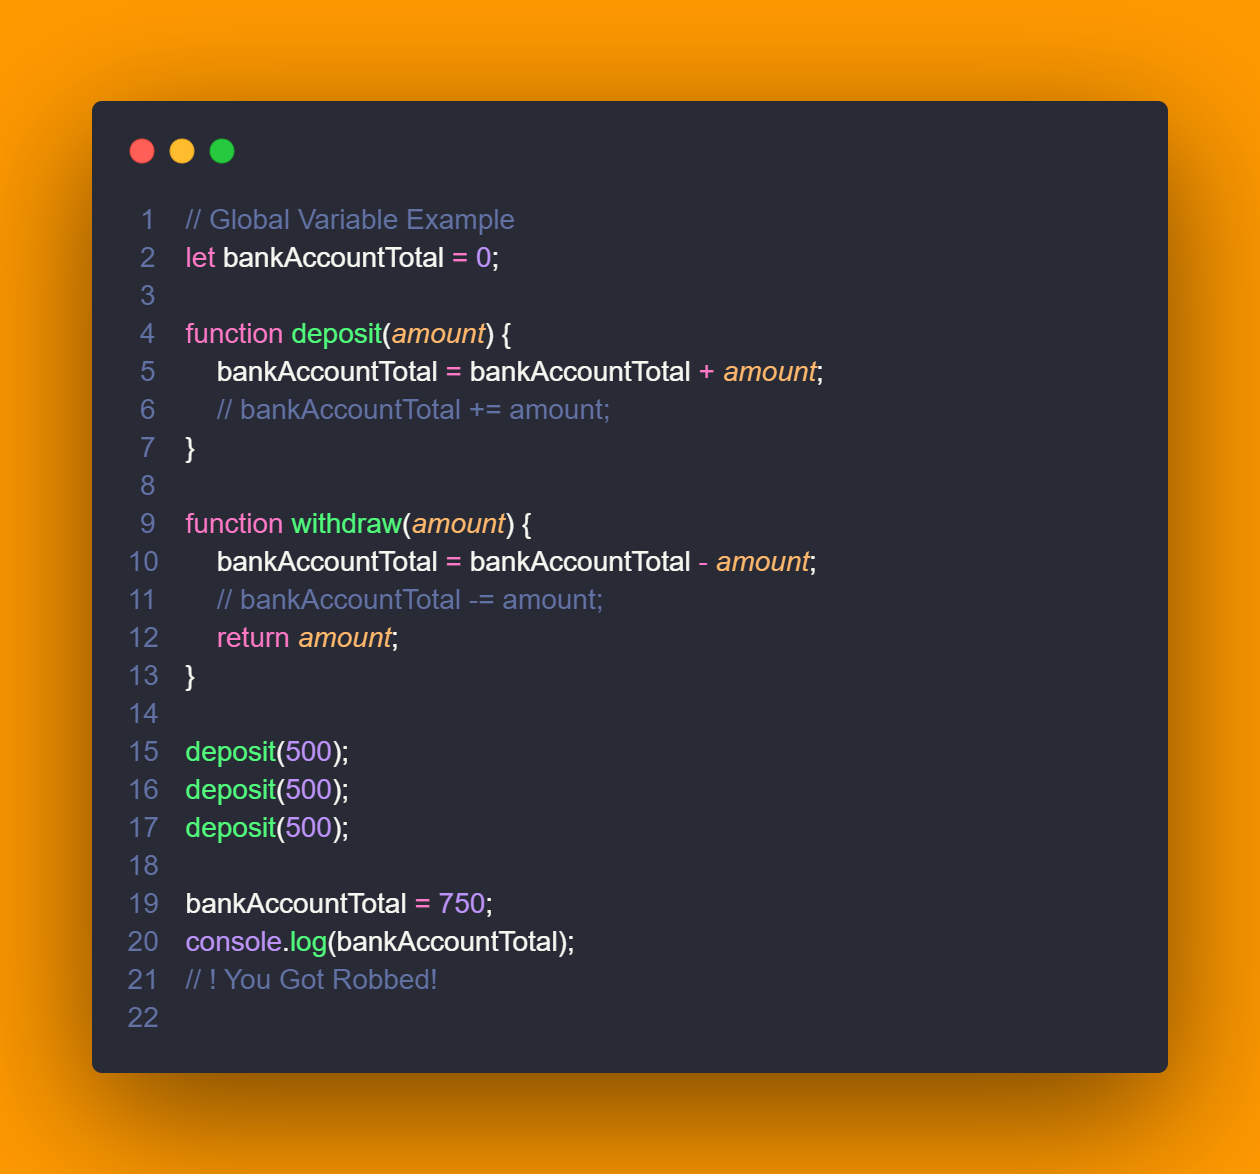 1 // Global Variable Example
2 let bankAccountTotal = 0;
3
4 function deposit(amount) {
5     bankAccountTotal = bankAccountTotal + amount;
6     // bankAccountTotal += amount;
7 }
8
9 function withdraw(amount) {
10     bankAccountTotal = bankAccountTotal - amount;
11     // bankAccountTotal -= amount;
12     return amount;
13 }
14
15 deposit(500);
16 deposit(500);
17 deposit(500);
18
19 bankAccountTotal = 750;
20 console.log(bankAccountTotal);
21 // ! You Got Robbed!
22